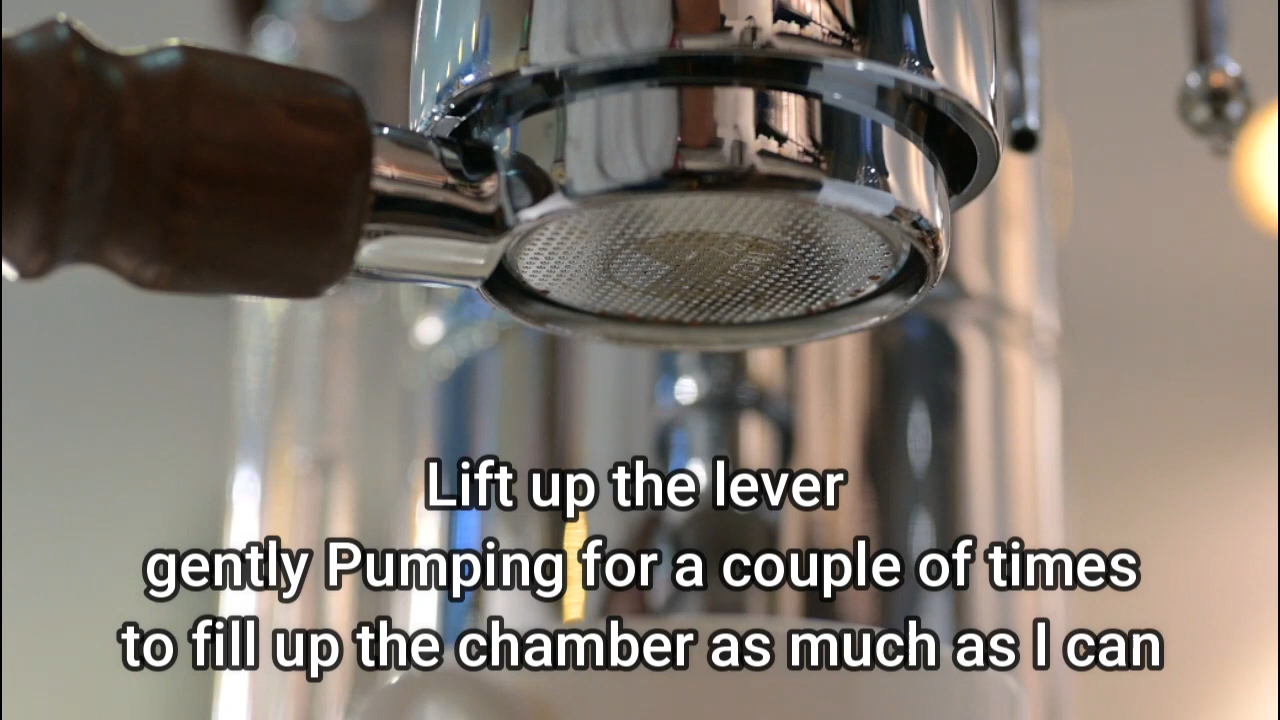 Lift up the lever
gently Pumping for a couple of times
to fill up the chamber as much as I can